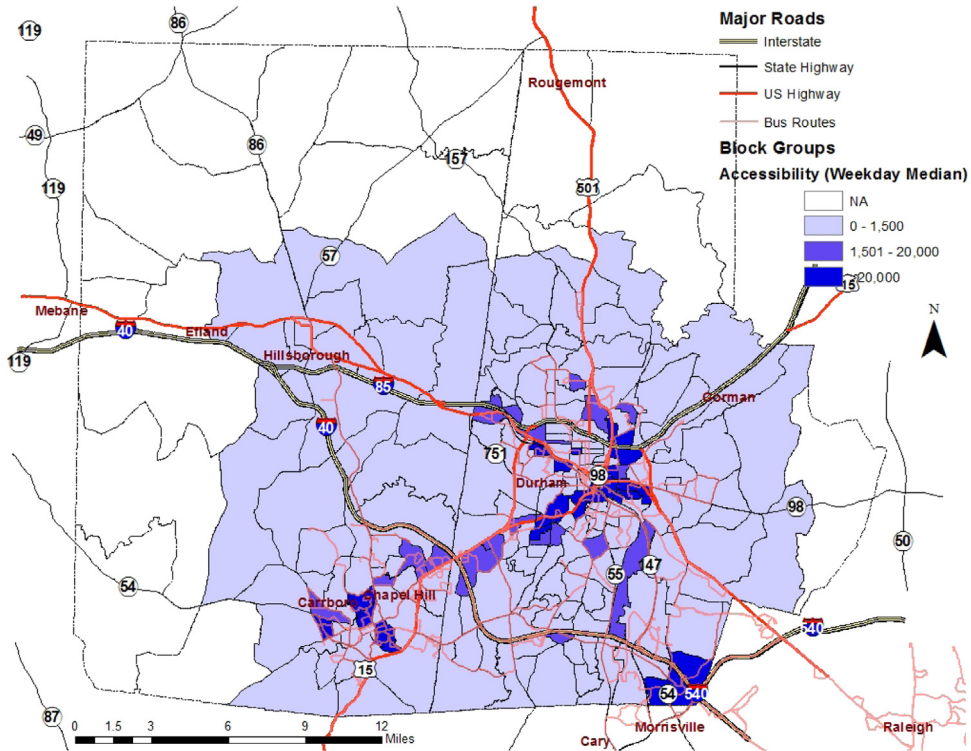 Major Roads
Interstate
State Highway
US Highway
Bus Routes
Block Groups
Accessibility (Weekday Median)
NA
0 - 1,500
1,501 - 20,000
20,000
15
N
86
119
Rougemont
49
86
157
119
501
57
Mebane
40
Efland
Hillsborough
119
85
Gorman
40
751
98
Durham
98
50
54
55
47
Chapel Hill
Carrboro
15
540
54
540
87
Morrisville
Raleigh
Cary
0 1.5 3 6 9 12
Miles